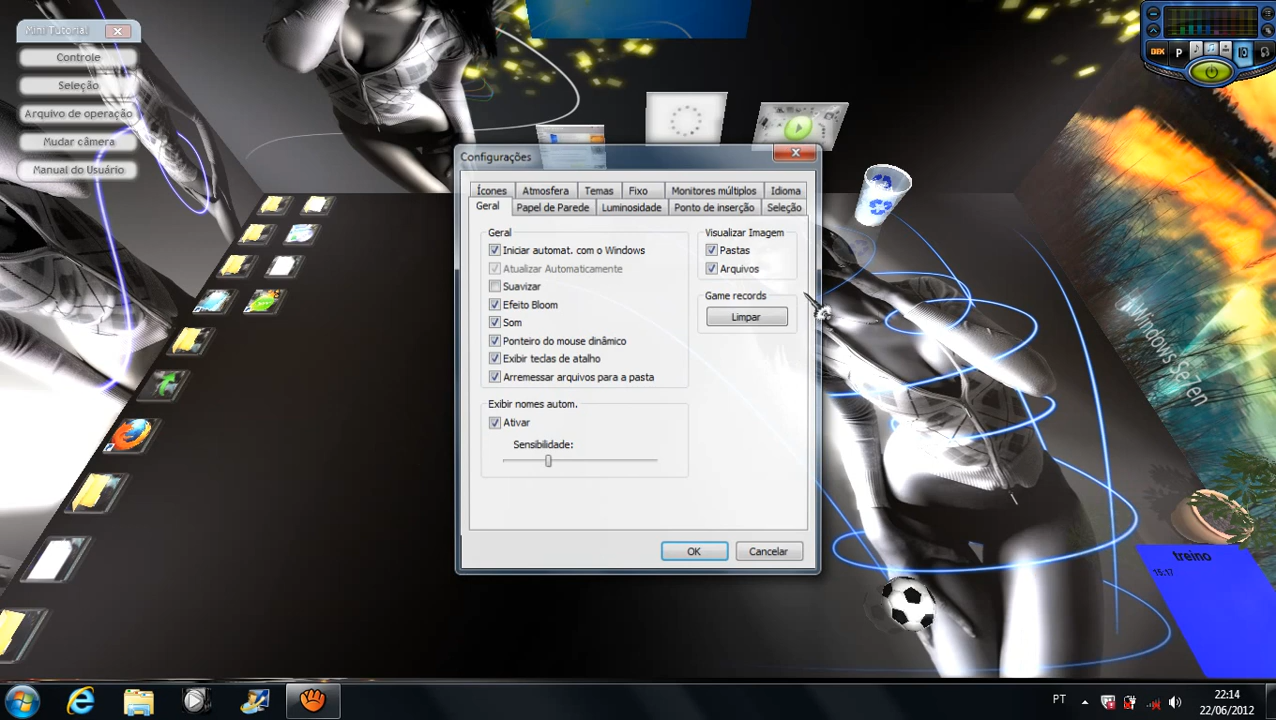 Mini Tutorial
Controle
Seleção
Arquivo de operação
Mudar câmera
Manual do Usuário
DFX
P
Configurações
Ícones
Atmosfera
Temas
Fixo
Monitores múltiplos
Idioma
Geral
Papel de Parede
Luminosidade
Ponto de inserção
Seleção
Geral
Iniciar automat. com o Windows
Atualizar Automaticamente
Suavizar
Efeito Bloom
Som
Ponteiro do mouse dinâmico
Exibir teclas de atalho
Arremessar arquivos para a pasta
Exibir nomes autom.
Ativar
Sensibilidade:
Visualizar Imagem
Pastas
Arquivos
Game records
Limpar
OK
Cancelar
Windows Se7en
treino
15:17
PT
22:14
22/06/2012